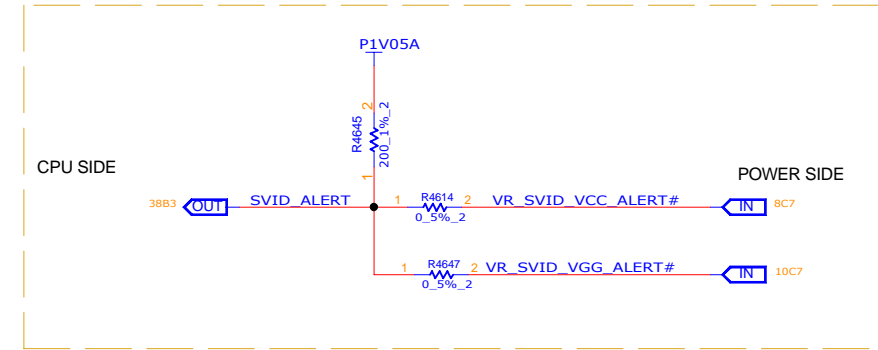 P1V05A
2
R4645
200_1%_2
1
CPU SIDE
POWER SIDE
38B3 OUT SVID_ALERT 1 R4614 2 VR_SVID_VCC_ALERT# IN 8C7
0_5%_2
1 R4647 2 VR_SVID_VGG_ALERT# IN 10C7
0_5%_2